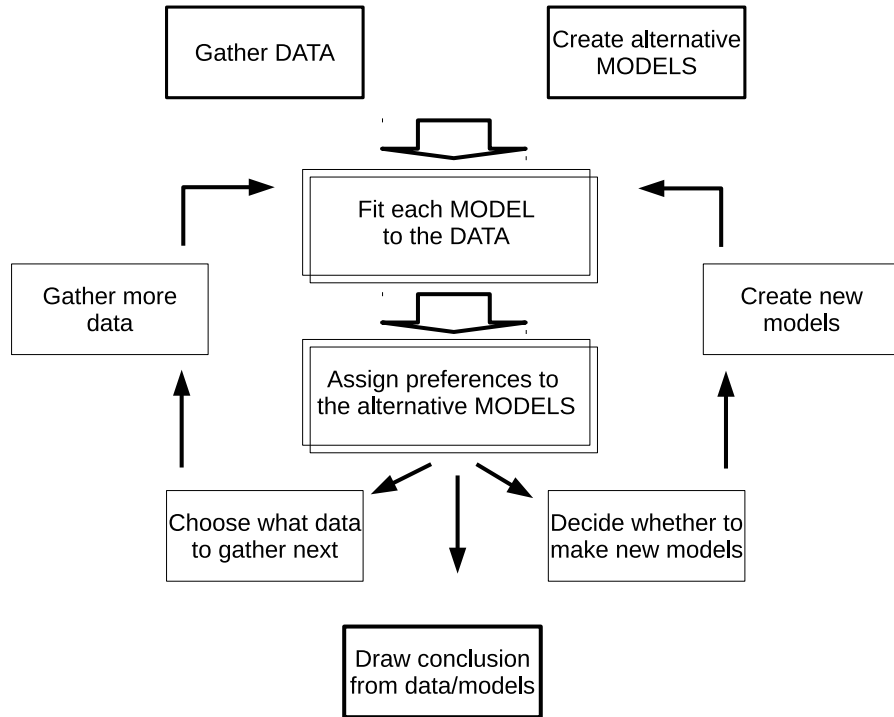 Gather DATA
Create alternative
MODELS
Fit each MODEL
to the DATA
Gather more
data
Create new
models
Assign preferences to
the alternative MODELS
Choose what data
to gather next
Decide whether to
make new models
Draw conclusion
from data/models